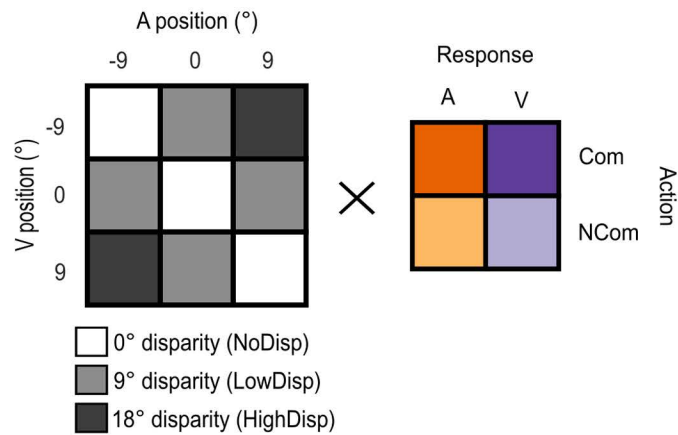 A position (°)
-9 0 9
V position (°)
-9
0
9
Response
A V
Com
NCom
Action
0° disparity (NoDisp)
9° disparity (LowDisp)
18° disparity (HighDisp)